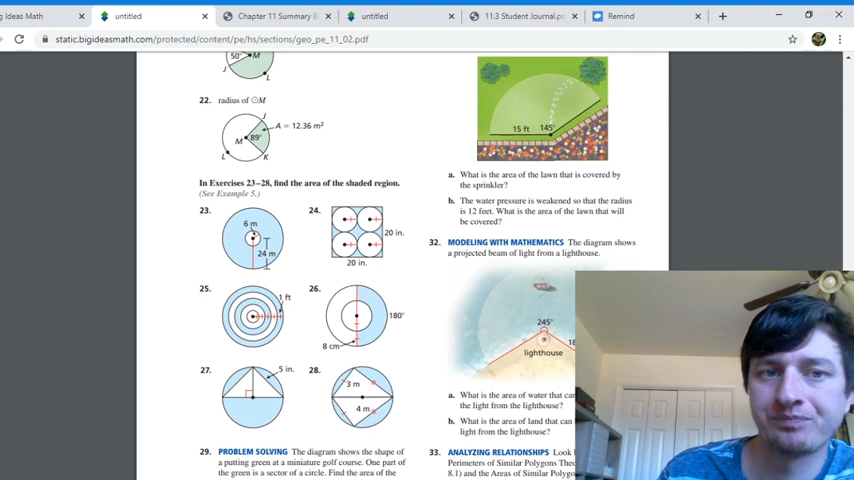 ng Ideas Math
untitled
Chapter 11 Summary
untitled
11.3 Student Journal.po
Remind
static.bigideasmath.com/protected/content/pe/hs/sections/geo_pe_11_02.pdf
50°
M
J
L
22. radius of ⊙M
J
A = 12.36 m²
M
89°
L
K
In Exercises 23–28, find the area of the shaded region.
(See Example 5.)
23.
6 m
24 m
24.
20 in.
20 in.
25.
1 ft
26.
180°
8 cm
27.
5 in.
28.
3 m
4 m
29. PROBLEM SOLVING The diagram shows the shape of
a putting green at a miniature golf course. One part of
the green is a sector of a circle. Find the area of the
15 ft 145°
a. What is the area of the lawn that is covered by
the sprinkler?
b. The water pressure is weakened so that the radius
is 12 feet. What is the area of the lawn that will
be covered?
32. MODELING WITH MATHEMATICS The diagram shows
a projected beam of light from a lighthouse.
245°
18
lighthouse
a. What is the area of water that can
the light from the lighthouse?
b. What is the area of land that can
light from the lighthouse?
33. ANALYZING RELATIONSHIPS Look
Perimeters of Similar Polygons Theo
8.1) and the Areas of Similar Polygo